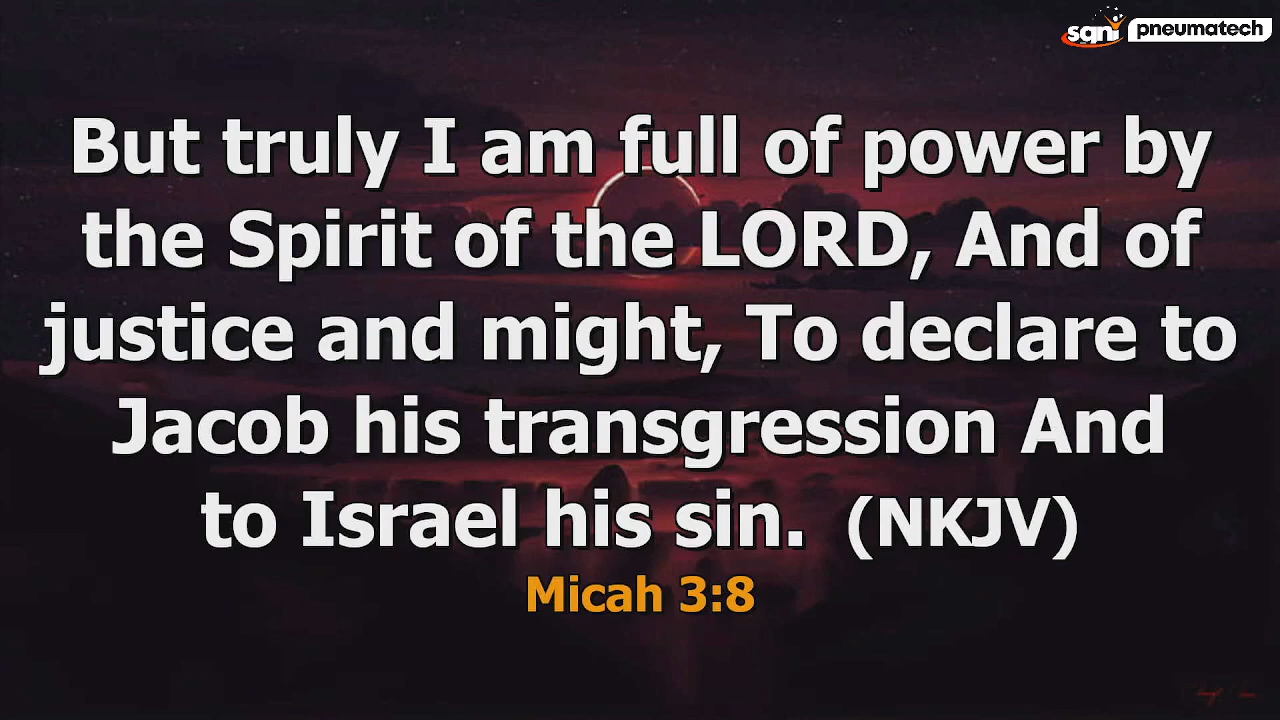 sqni pneumatech
But truly I am full of power by
the Spirit of the LORD, And of
justice and might, To declare to
Jacob his transgression And
to Israel his sin. (NKJV)
Micah 3:8